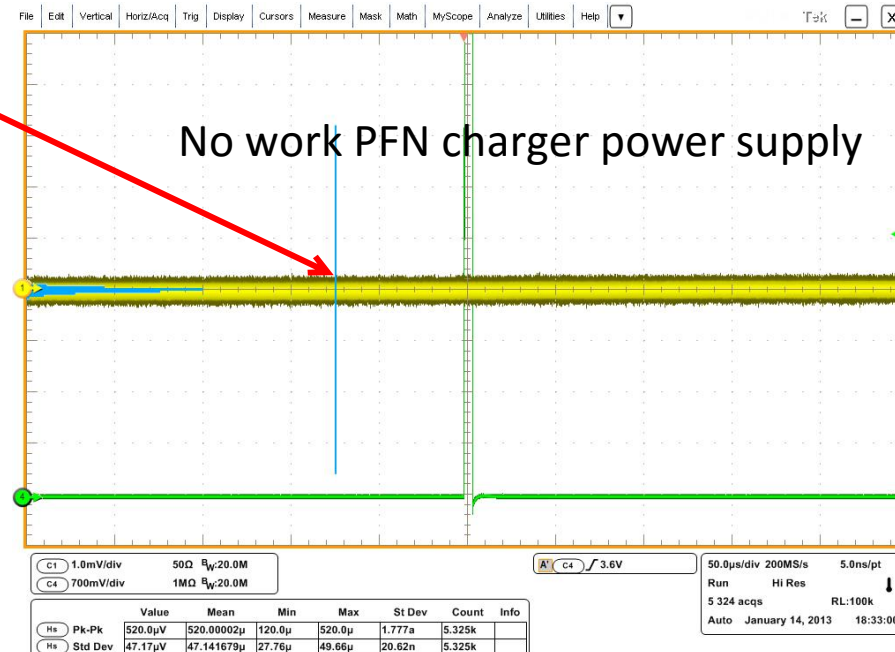 File Edit Vertical Horiz/Acq Trig Display Cursors Measure Mask Math MyScope Analyze Utilities Help
Tek
No work PFN charger power supply
1
4
C1 1.0mV/div 50Ω BW:20.0M
C4 700mV/div 1MΩ BW:20.0M
A' C4 3.6V
50.0µs/div 200MS/s 5.0ns/pt
Run Hi Res
5 324 acqs RL:100k
Auto January 14, 2013 18:33:00
Value Mean Min Max St Dev Count Info
Hs Pk-Pk 520.0µV 520.00002µ 120.0µ 520.0µ 1.777a 5.325k
Hs Std Dev 47.17µV 47.141679µ 27.76µ 49.66µ 20.62n 5.325k